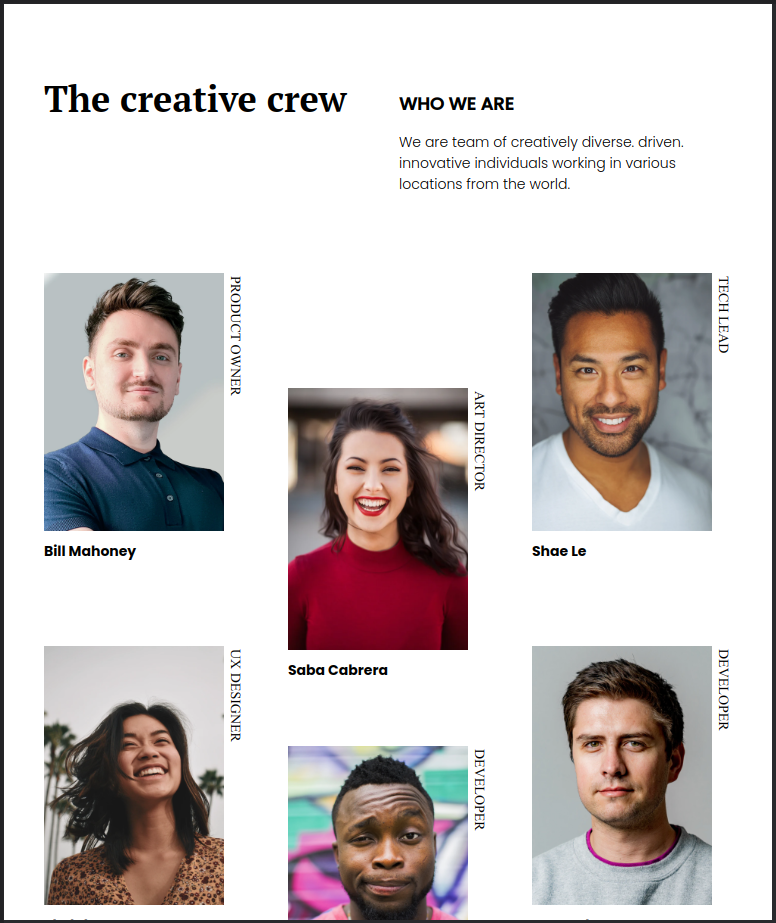 The creative crew
WHO WE ARE
We are team of creatively diverse. driven.
innovative individuals working in various
locations from the world.
PRODUCT OWNER
Bill Mahoney
ART DIRECTOR
Saba Cabrera
TECH LEAD
Shae Le
UX DESIGNER
DEVELOPER
DEVELOPER